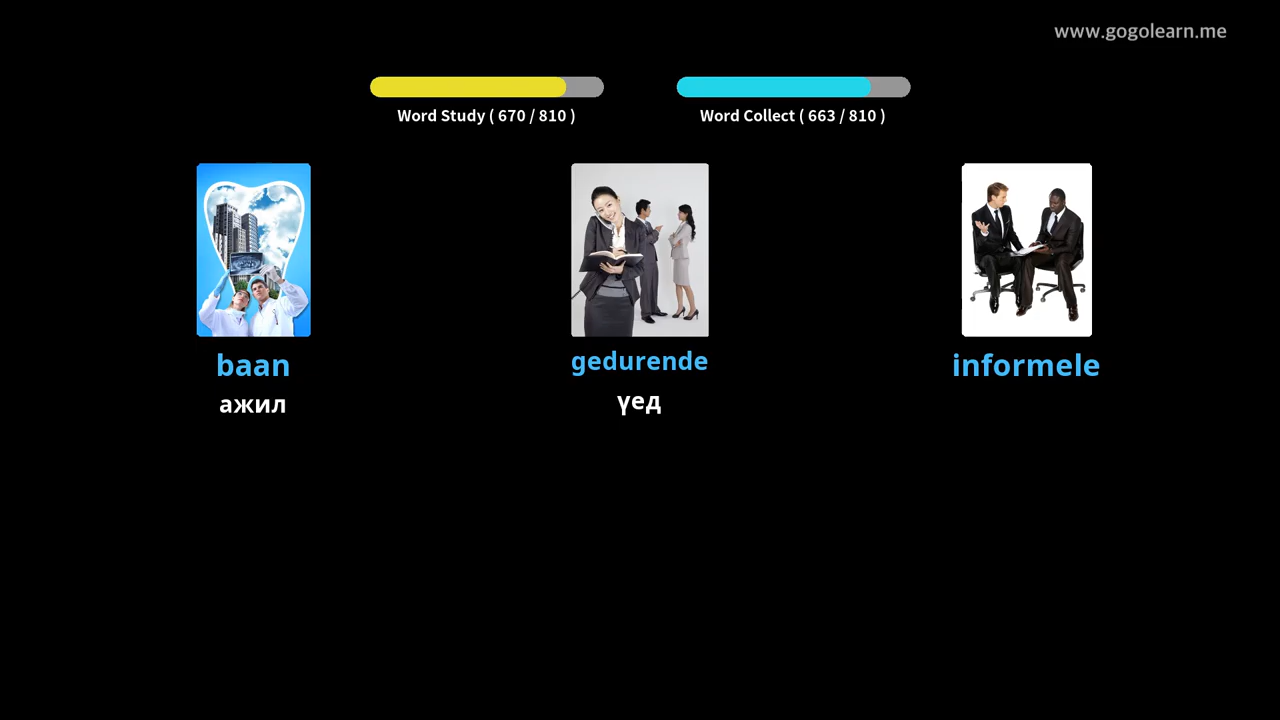 www.gogolearn.me
Word Study ( 670 / 810 )
Word Collect ( 663 / 810 )
baan
ажил
gedurende
үед
informele